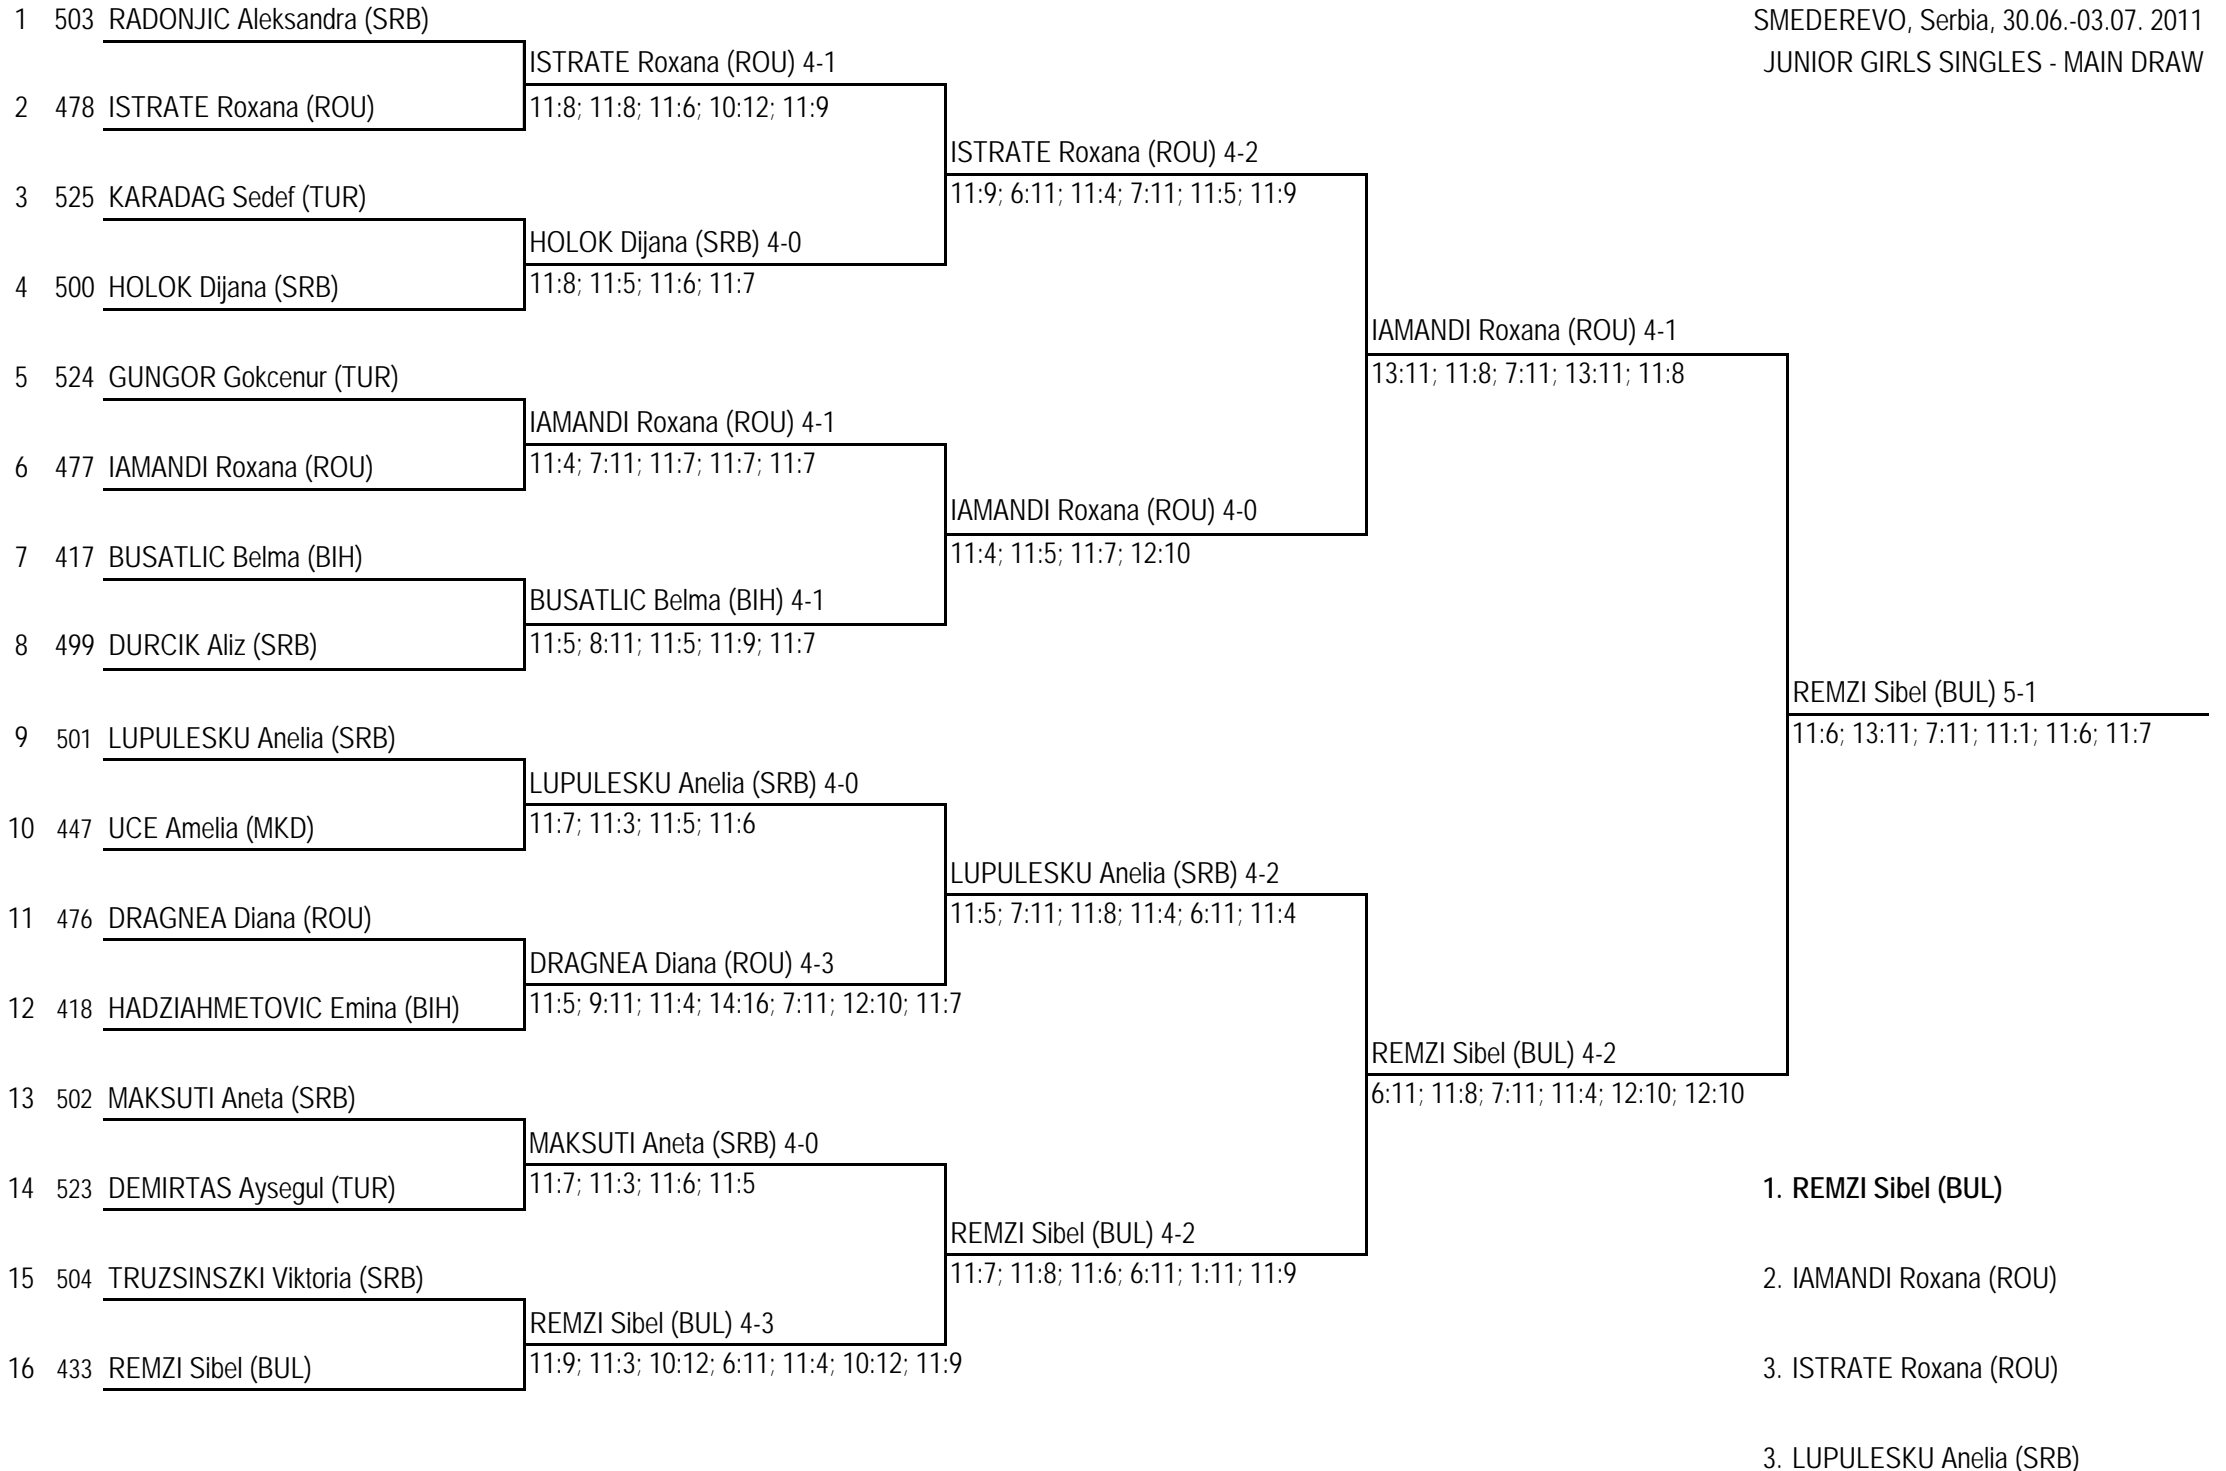 SMEDEREVO, Serbia, 30.06.-03.07. 2011
JUNIOR GIRLS SINGLES - MAIN DRAW
1 503 RADONJIC Aleksandra (SRB)
ISTRATE Roxana (ROU) 4-1
2 478 ISTRATE Roxana (ROU)
11:8; 11:8; 11:6; 10:12; 11:9
ISTRATE Roxana (ROU) 4-2
11:9; 6:11; 11:4; 7:11; 11:5; 11:9
3 525 KARADAG Sedef (TUR)
HOLOK Dijana (SRB) 4-0
11:8; 11:5; 11:6; 11:7
4 500 HOLOK Dijana (SRB)
IAMANDI Roxana (ROU) 4-1
13:11; 11:8; 7:11; 13:11; 11:8
5 524 GUNGOR Gokcenur (TUR)
IAMANDI Roxana (ROU) 4-1
11:4; 7:11; 11:7; 11:7; 11:7
6 477 IAMANDI Roxana (ROU)
IAMANDI Roxana (ROU) 4-0
11:4; 11:5; 11:7; 12:10
7 417 BUSATLIC Belma (BIH)
BUSATLIC Belma (BIH) 4-1
11:5; 8:11; 11:5; 11:9; 11:7
8 499 DURCIK Aliz (SRB)
REMZI Sibel (BUL) 5-1
11:6; 13:11; 7:11; 11:1; 11:6; 11:7
9 501 LUPULESKU Anelia (SRB)
LUPULESKU Anelia (SRB) 4-0
11:7; 11:3; 11:5; 11:6
10 447 UCE Amelia (MKD)
LUPULESKU Anelia (SRB) 4-2
11:5; 7:11; 11:8; 11:4; 6:11; 11:4
11 476 DRAGNEA Diana (ROU)
DRAGNEA Diana (ROU) 4-3
11:5; 9:11; 11:4; 14:16; 7:11; 12:10; 11:7
12 418 HADZIAHMETOVIC Emina (BIH)
REMZI Sibel (BUL) 4-2
6:11; 11:8; 7:11; 11:4; 12:10; 12:10
13 502 MAKSUTI Aneta (SRB)
MAKSUTI Aneta (SRB) 4-0
11:7; 11:3; 11:6; 11:5
14 523 DEMIRTAS Aysegul (TUR)
REMZI Sibel (BUL) 4-2
11:7; 11:8; 11:6; 6:11; 1:11; 11:9
15 504 TRUZSINSZKI Viktoria (SRB)
REMZI Sibel (BUL) 4-3
11:9; 11:3; 10:12; 6:11; 11:4; 10:12; 11:9
16 433 REMZI Sibel (BUL)
1. REMZI Sibel (BUL)
2. IAMANDI Roxana (ROU)
3. ISTRATE Roxana (ROU)
3. LUPULESKU Anelia (SRB)